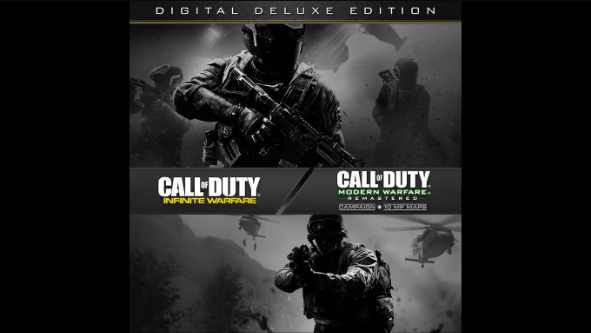 DIGITAL DELUXE EDITION
CALL OF DUTY®
INFINITE WARFARE
CALL OF DUTY®
MODERN WARFARE®
REMASTERED
CAMPAIGN + 10 MP MAPS